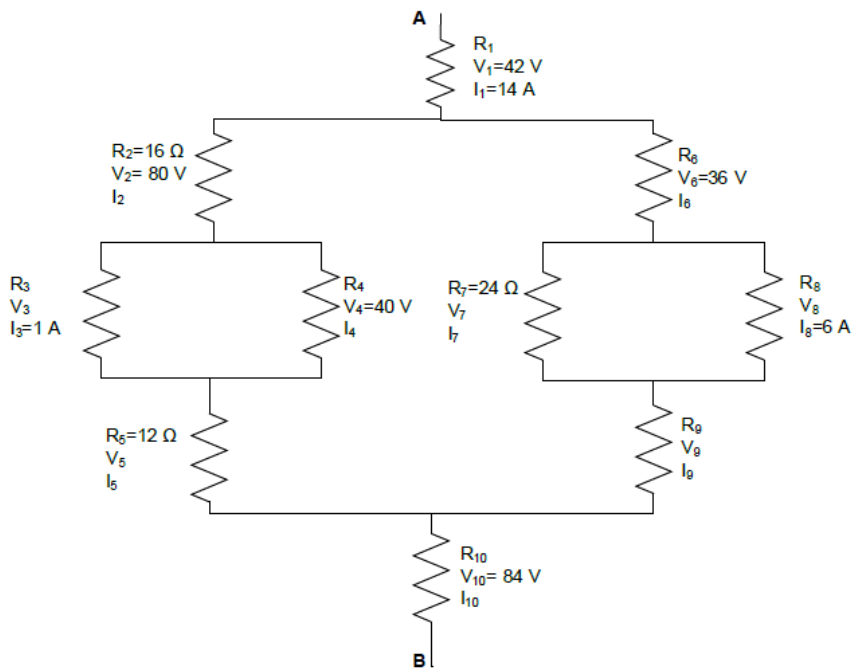 A
R₁
V₁=42 V
I₁=14 A
R₂=16 Ω
V₂= 80 V
I₂
R₆
V₆=36 V
I₆
R₃
V₃
I₃=1 A
R₄
V₄=40 V
I₄
R₇=24 Ω
V₇
I₇
R₈
V₈
I₈=6 A
R₅=12 Ω
V₅
I₅
R₉
V₉
I₉
R₁₀
V₁₀= 84 V
I₁₀
B